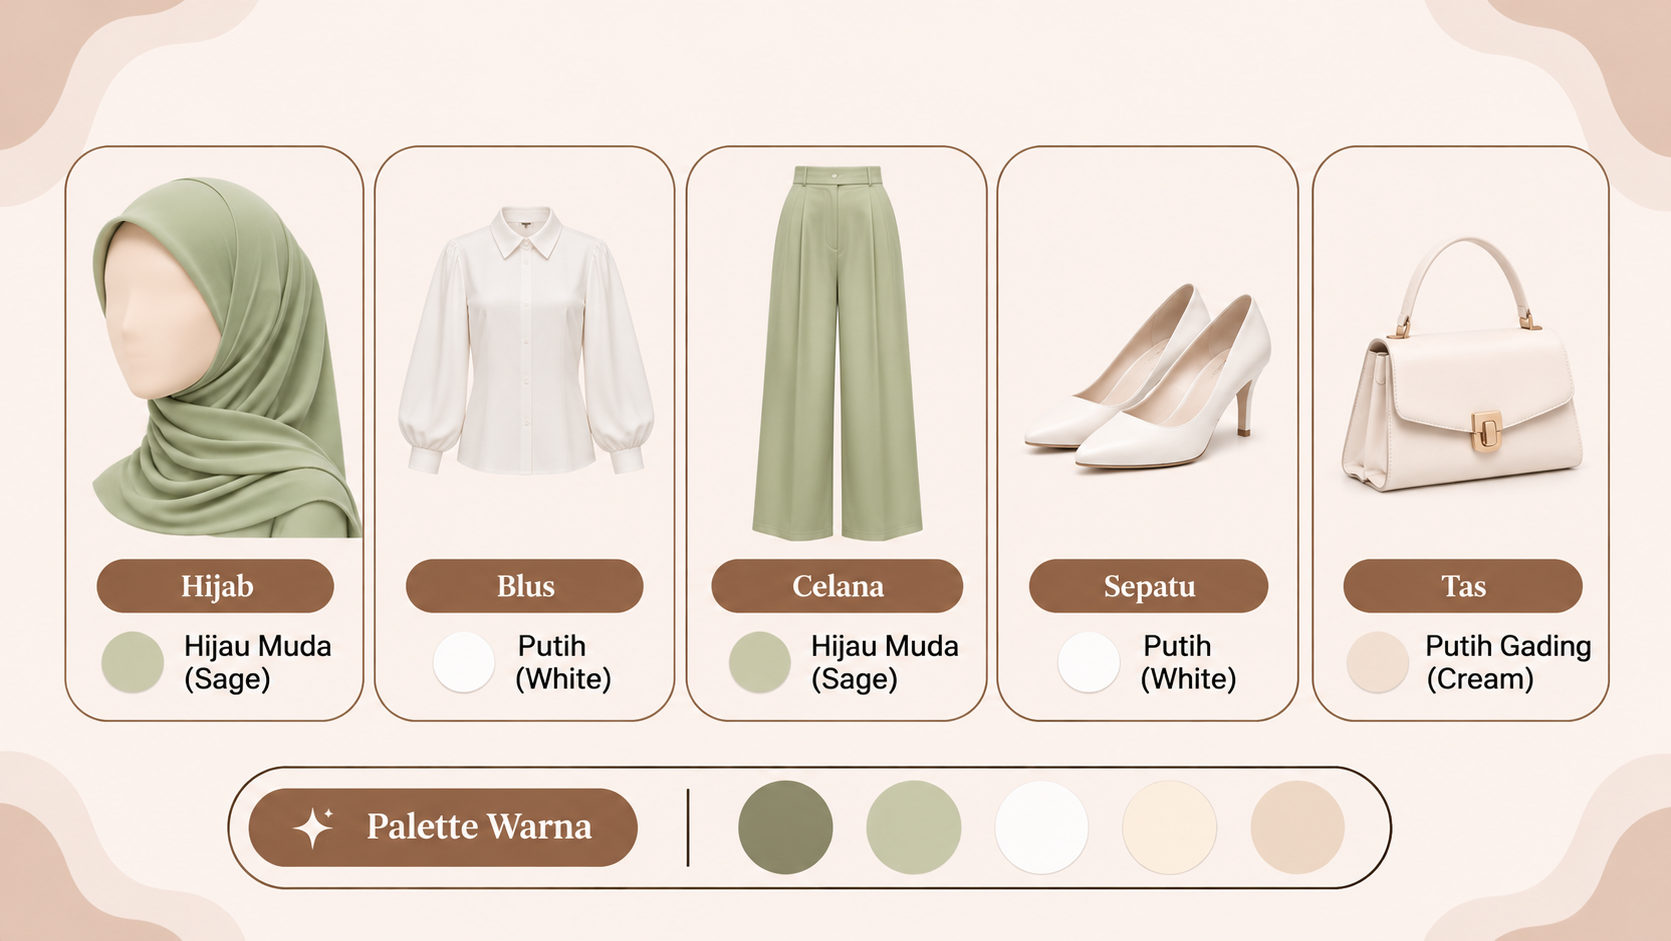 Hijab
Hijau Muda
(Sage)
Blus
Putih
(White)
Celana
Hijau Muda
(Sage)
Sepatu
Putih
(White)
Tas
Putih Gading
(Cream)
Palette Warna